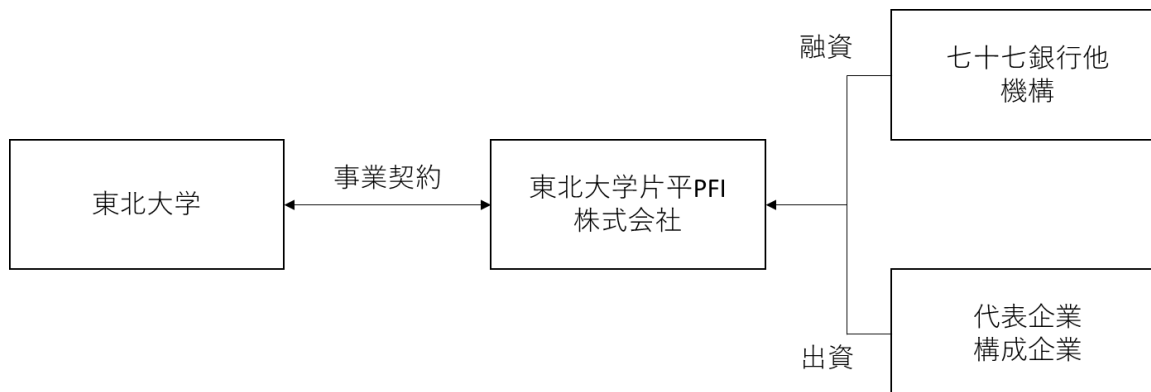 東北大学
事業契約
東北大学片平PFI
株式会社
融資
七十七銀行他
機構
出資
代表企業
構成企業